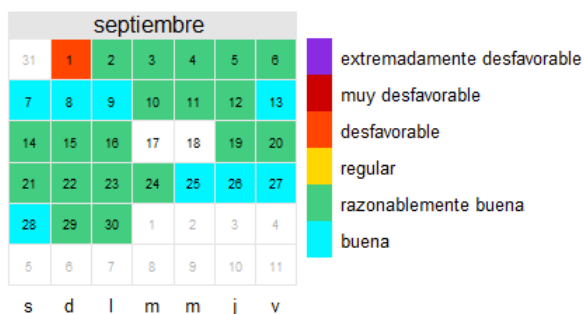 septiembre
31 1 2 3 4 5 6
7 8 9 10 11 12 13
14 15 16 17 18 19 20
21 22 23 24 25 26 27
28 29 30 1 2 3 4
5 6 7 8 9 10 11
s d l m m j v
extremadamente desfavorable
muy desfavorable
desfavorable
regular
razonablemente buena
buena